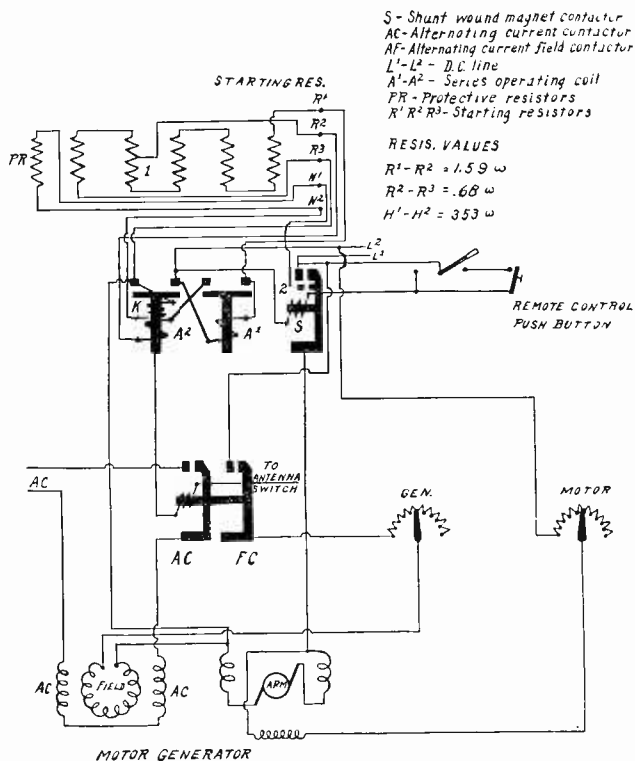 S - Shunt wound magnet contactor
AC - Alternating current contactor
AF - Alternating current field contactor
L¹-L² - D.C. line
A¹-A² - Series operating coil
PR - Protective resistors
R¹ R² R³ - Starting resistors
RESIS. VALUES
R¹-R² = 1.59 ω
R²-R³ = .68 ω
H¹-H² = 353 ω
STARTING RES.
R¹
R²
R3
N¹
N²
PR
1
L²
L¹
2
K
A²
A¹
S
REMOTE CONTROL
PUSH BUTTON
TO
ANTENNA
SWITCH
AC
AC
FC
GEN.
MOTOR
AC
FIELD
AC
ARM
MOTOR GENERATOR